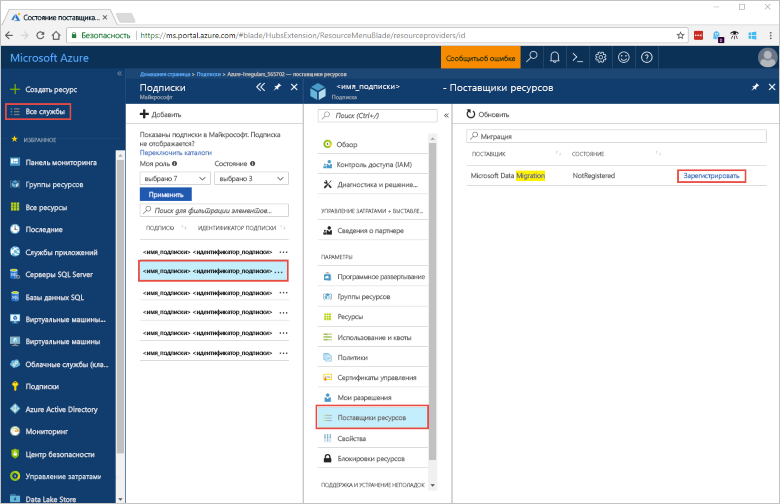 Состояние поставщика...
Безопасность
https://ms.portal.azure.com/#blade/HubsExtension/ResourceMenuBlade/resourceproviders/id
Microsoft Azure
Сообщитьоб ошибке
Создать ресурс
Все службы
ИЗБРАННОЕ
Панель мониторинга
Группы ресурсов
Все ресурсы
Последние
Службы приложений
Серверы SQL Server
Базы данных SQL
Виртуальные машины...
Виртуальные машины
Облачные службы (кла...
Подписки
Azure Active Directory
Мониторинг
Центр безопасности
Управление затратами
Data Lake Store
Домашняя страница > Подписки > Azure-Irregulars_565702 — поставщики ресурсов
Подписки
Майкрософт
Добавить
Показаны подписки в Майкрософт. Подписка
не отображается?
Переключить каталоги
Моя роль
Состояние
выбрано 7
выбрано 3
Применить
Поиск для фильтрации элементов...
ПОДПИСКИ
ИДЕНТИФИКАТОР ПОДПИСКИ
<имя_подписки> <идентификатор_подписки> ...
<имя_подписки> <идентификатор_подписки> ...
<имя_подписки> <идентификатор_подписки> ...
<имя_подписки> <идентификатор_подписки> ...
<имя_подписки> <идентификатор_подписки> ...
<имя_подписки> <идентификатор_подписки> ...
<имя_подписки>
Подписка
- Поставщики ресурсов
Поиск (Ctrl+/)
Обзор
Контроль доступа (IAM)
Диагностика и решение...
УПРАВЛЕНИЕ ЗАТРАТАМИ + ВЫСТАВЛЕ...
Сведения о партнере
ПАРАМЕТРЫ
Программное развертывание
Группы ресурсов
Ресурсы
Использование и квоты
Политики
Сертификаты управления
Мои разрешения
Поставщики ресурсов
Свойства
Блокировки ресурсов
ПОДДЕРЖКА И УСТРАНЕНИЕ НЕПОЛАДОК
Обновить
Миграция
ПОСТАВЩИК
СОСТОЯНИЕ
Microsoft Data Migration
NotRegistered
Зарегистрировать